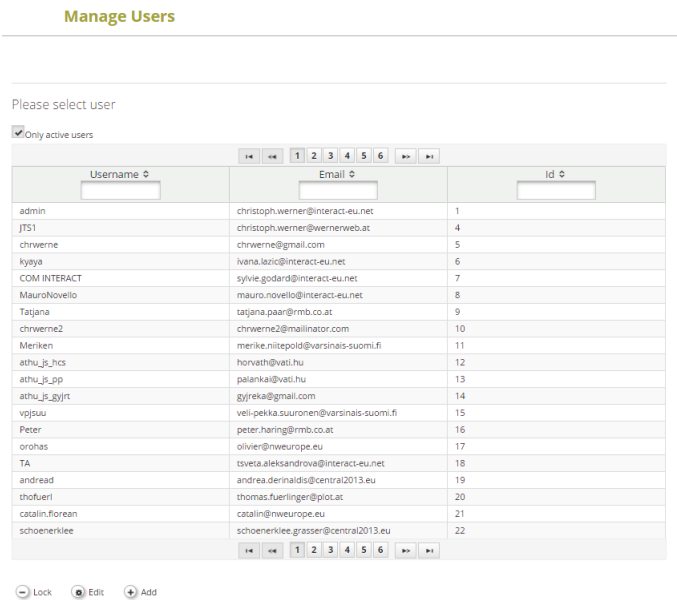 Manage Users
Please select user
Only active users
1 2 3 4 5 6
Username Email Id
admin christoph.werner@interact-eu.net 1
JTS1 christoph.werner@wernerweb.at 4
chrwerne chrwerne@gmail.com 5
kyaya ivana.lazic@interact-eu.net 6
COM INTERACT sylvie.godard@interact-eu.net 7
MauroNovello mauro.novello@interact-eu.net 8
Tatjana tatjana.paar@rmb.co.at 9
chrwerne2 chrwerne2@mailinator.com 10
Meriken merike.niitepold@varsinais-suomi.fi 11
athu_js_hcs horvath@vati.hu 12
athu_js_pp palankai@vati.hu 13
athu_js_gyjrt gyjreka@gmail.com 14
vpjsuu veli-pekka.suuronen@varsinais-suomi.fi 15
Peter peter.haring@rmb.co.at 16
orohas olivier@nweurope.eu 17
TA tsveta.aleksandrova@interact-eu.net 18
andread andrea.derinaldis@central2013.eu 19
thofuerl thomas.fuerlinger@plot.at 20
catalin.florean catalin@nweurope.eu 21
schoenerklee schoenerklee.grasser@central2013.eu 22
1 2 3 4 5 6
Lock Edit Add